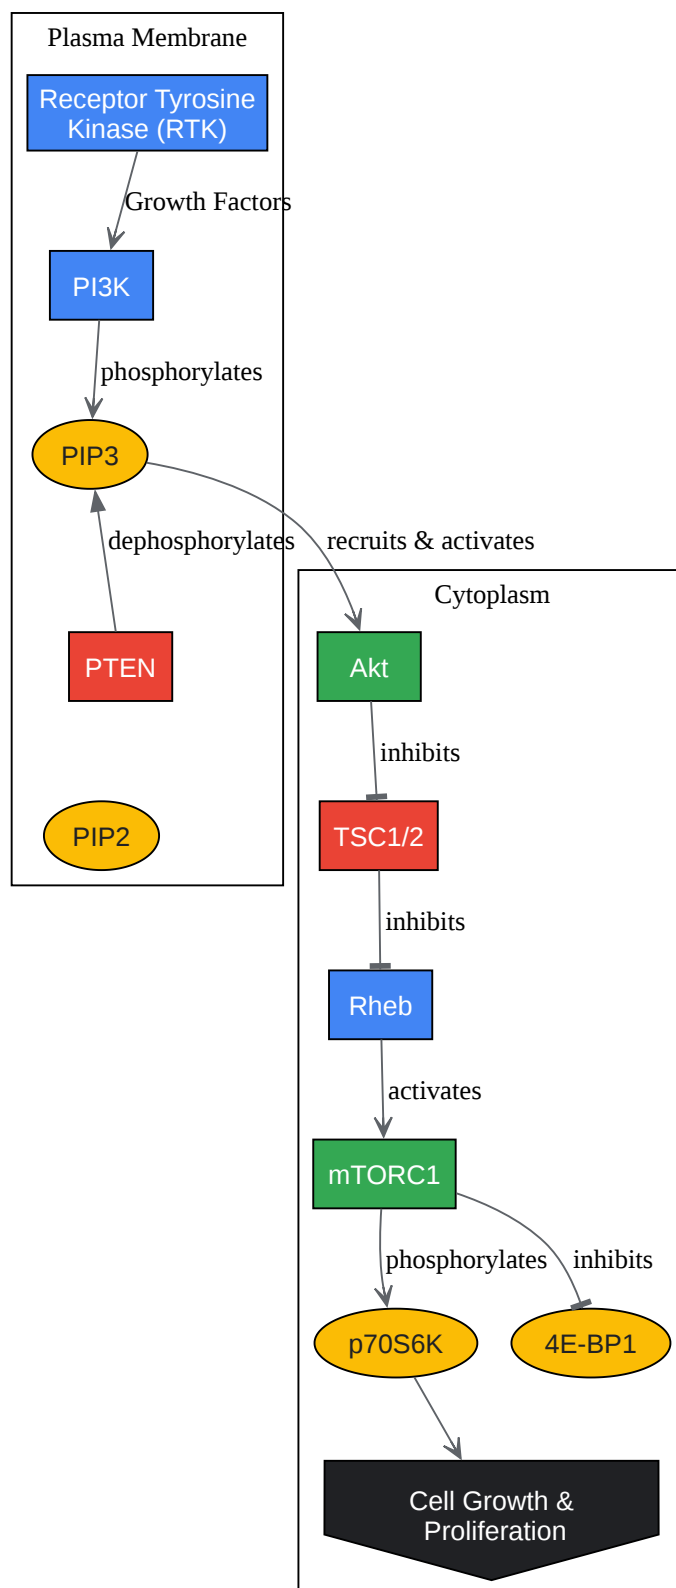 Plasma Membrane
Receptor Tyrosine
Kinase (RTK)
Growth Factors
PI3K
phosphorylates
PIP3
dephosphorylates
recruits & activates
Cytoplasm
PTEN
Akt
inhibits
PIP2
TSC1/2
inhibits
Rheb
activates
mTORC1
phosphorylates
inhibits
p70S6K
4E-BP1
Cell Growth &
Proliferation